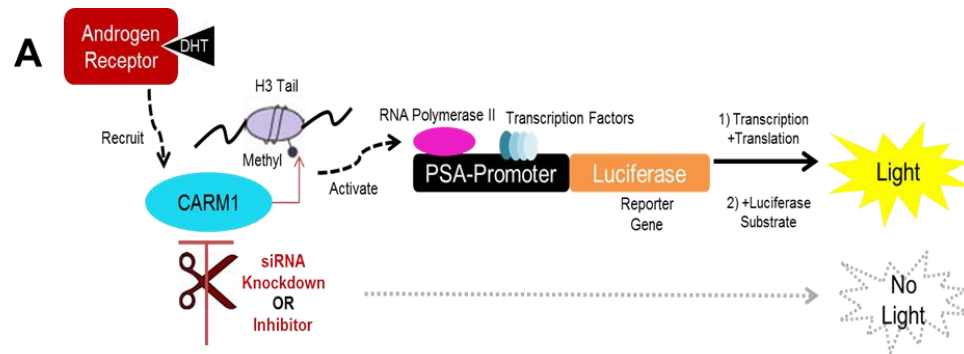 A
Androgen
Receptor
DHT
Recruit
H3 Tail
Methyl
CARM1
Activate
RNA Polymerase II
Transcription Factors
PSA-Promoter
Luciferase
Reporter
Gene
1) Transcription
+Translation
2) +Luciferase
Substrate
Light
siRNA
Knockdown
OR
Inhibitor
No
Light